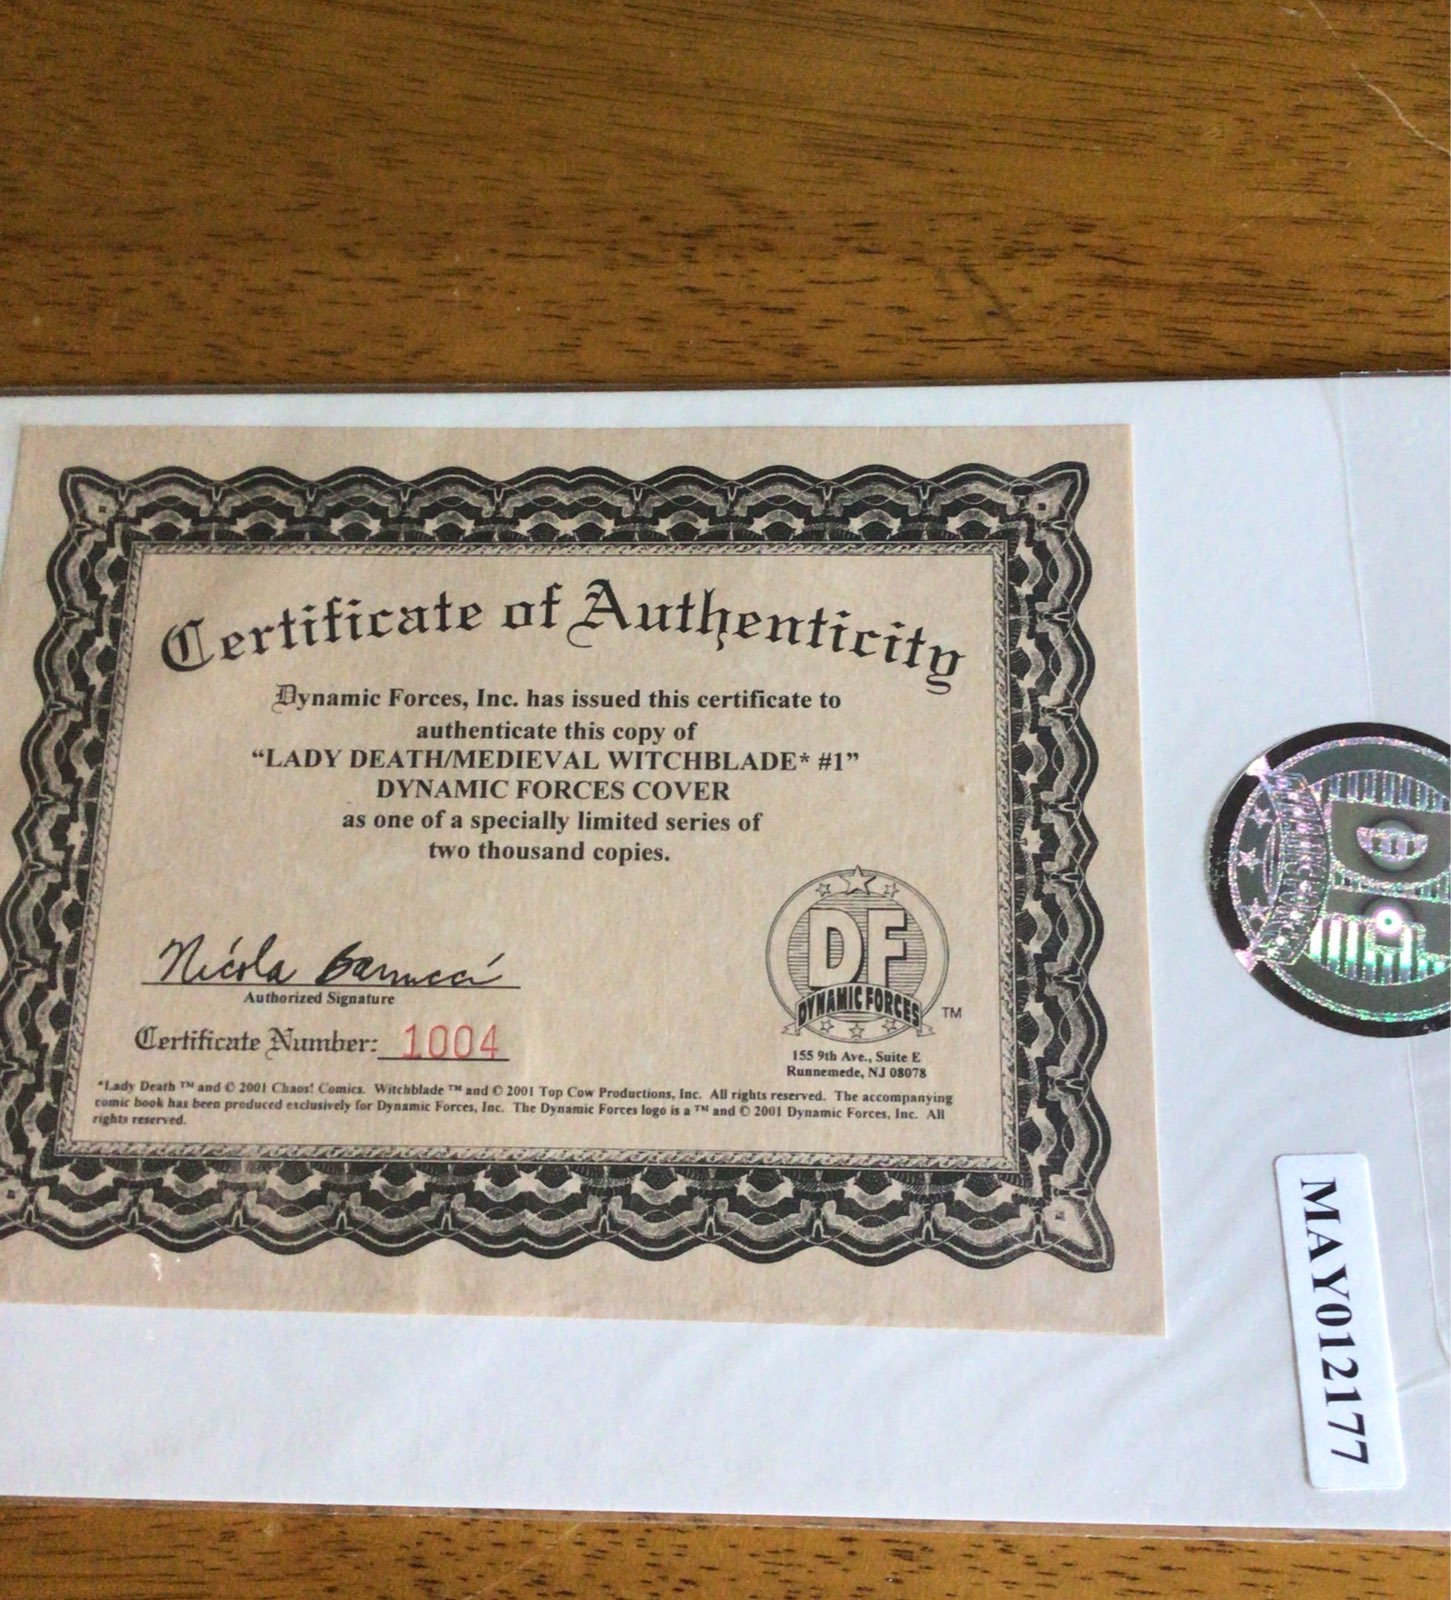 Certificate of Authenticity
Dynamic Forces, Inc. has issued this certificate to
authenticate this copy of
“LADY DEATH/MEDIEVAL WITCHBLADE* #1”
DYNAMIC FORCES COVER
as one of a specially limited series of
two thousand copies.
Nicola Barrucci
Authorized Signature
Certificate Number: 1004
DF
DYNAMIC FORCES
TM
155 9th Ave., Suite E
Runnemede, NJ 08078
*Lady Death ™ and © 2001 Chaos! Comics. Witchblade ™ and © 2001 Top Cow Productions, Inc. All rights reserved. The accompanying
comic book has been produced exclusively for Dynamic Forces, Inc. The Dynamic Forces logo is a ™ and © 2001 Dynamic Forces, Inc. All
rights reserved.
DF
MAY012177